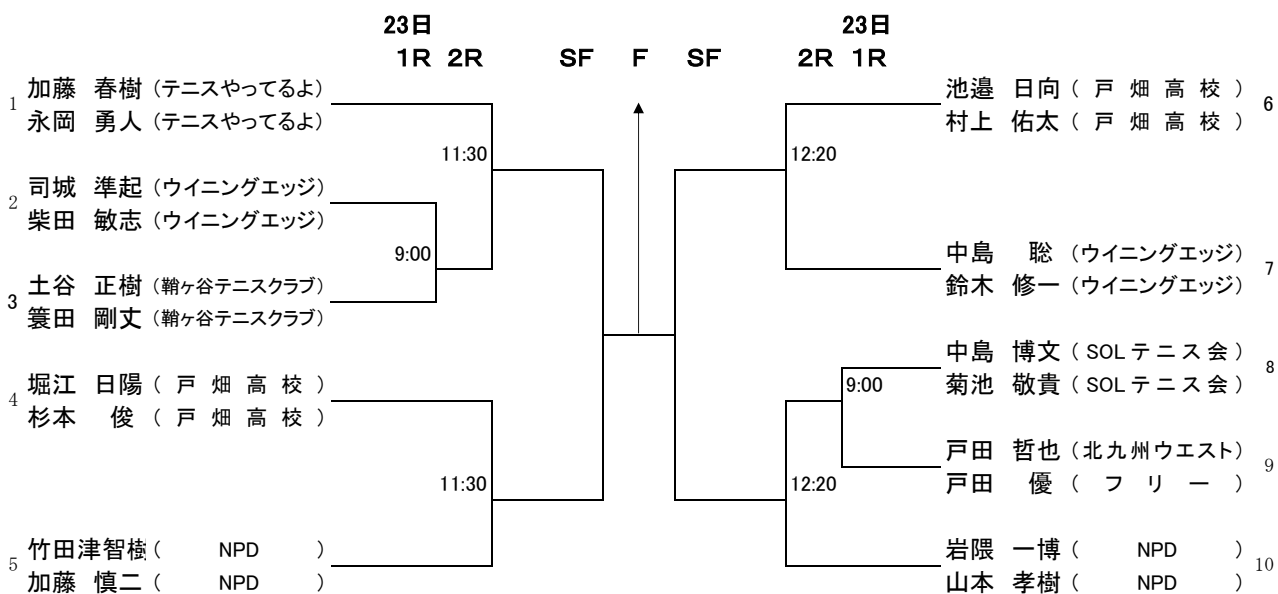 23日 23日
1R 2R SF F SF 2R 1R
1 加藤 春樹 (テニスやってるよ)
永岡 勇人 (テニスやってるよ)
11:30
2 司城 準起 (ウイニングエッジ)
柴田 敏志 (ウイニングエッジ)
9:00
3 土谷 正樹 (鞘ヶ谷テニスクラブ)
簑田 剛丈 (鞘ヶ谷テニスクラブ)
4 堀江 日陽 ( 戸 畑 高 校 )
杉本 俊 ( 戸 畑 高 校 )
11:30
5 竹田津智樹 ( NPD )
加藤 慎二 ( NPD )
池邉 日向 ( 戸 畑 高 校 ) 6
村上 佑太 ( 戸 畑 高 校 )
12:20
中島 聡 (ウイニングエッジ) 7
鈴木 修一 (ウイニングエッジ)
中島 博文 ( SOL テニス会 ) 8
菊池 敬貴 ( SOL テニス会 )
9:00
戸田 哲也 (北九州ウエスト) 9
戸田 優 ( フ リ ー )
12:20
岩隈 一博 ( NPD ) 10
山本 孝樹 ( NPD )